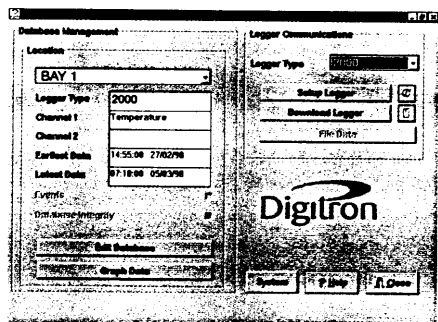 Database Management
Location
BAY 1
Logger Type 2000
Channel 1 Temperature
Channel 2
Earliest Data 14:55:00 27/02/98
Latest Data 07:18:00 05/03/98
Events
Database Integrity
Edit Database
Graph Data
Logger Communications
Logger Type 2000
Setup Logger
Download Logger
File Data
Digitron
System ? Help Close